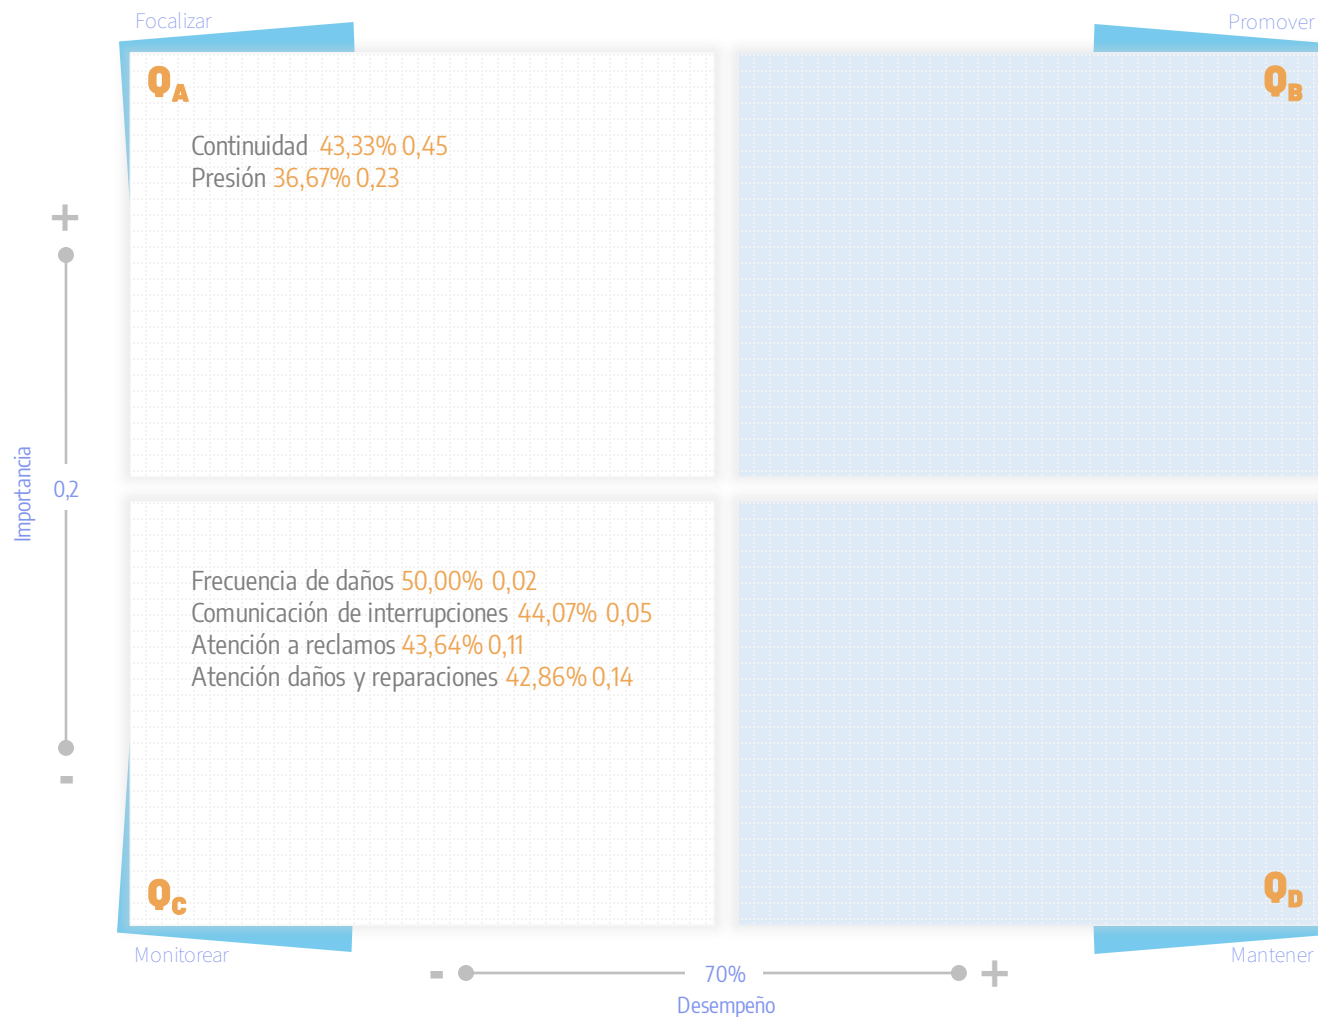 Focalizar
Promover
QA
QB
Continuidad 43,33% 0,45
Presión 36,67% 0,23
+
Importancia
0,2
-
Frecuencia de daños 50,00% 0,02
Comunicación de interrupciones 44,07% 0,05
Atención a reclamos 43,64% 0,11
Atención daños y reparaciones 42,86% 0,14
QC
QD
Monitorear
Mantener
- 70% +
Desempeño